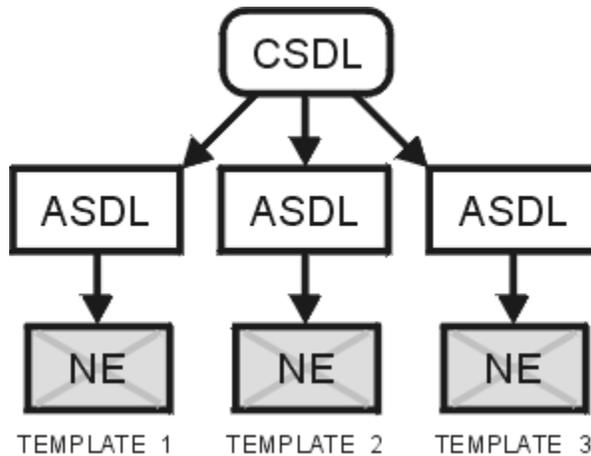 CSDL
ASDL ASDL ASDL
NE NE NE
TEMPLATE 1 TEMPLATE 2 TEMPLATE 3